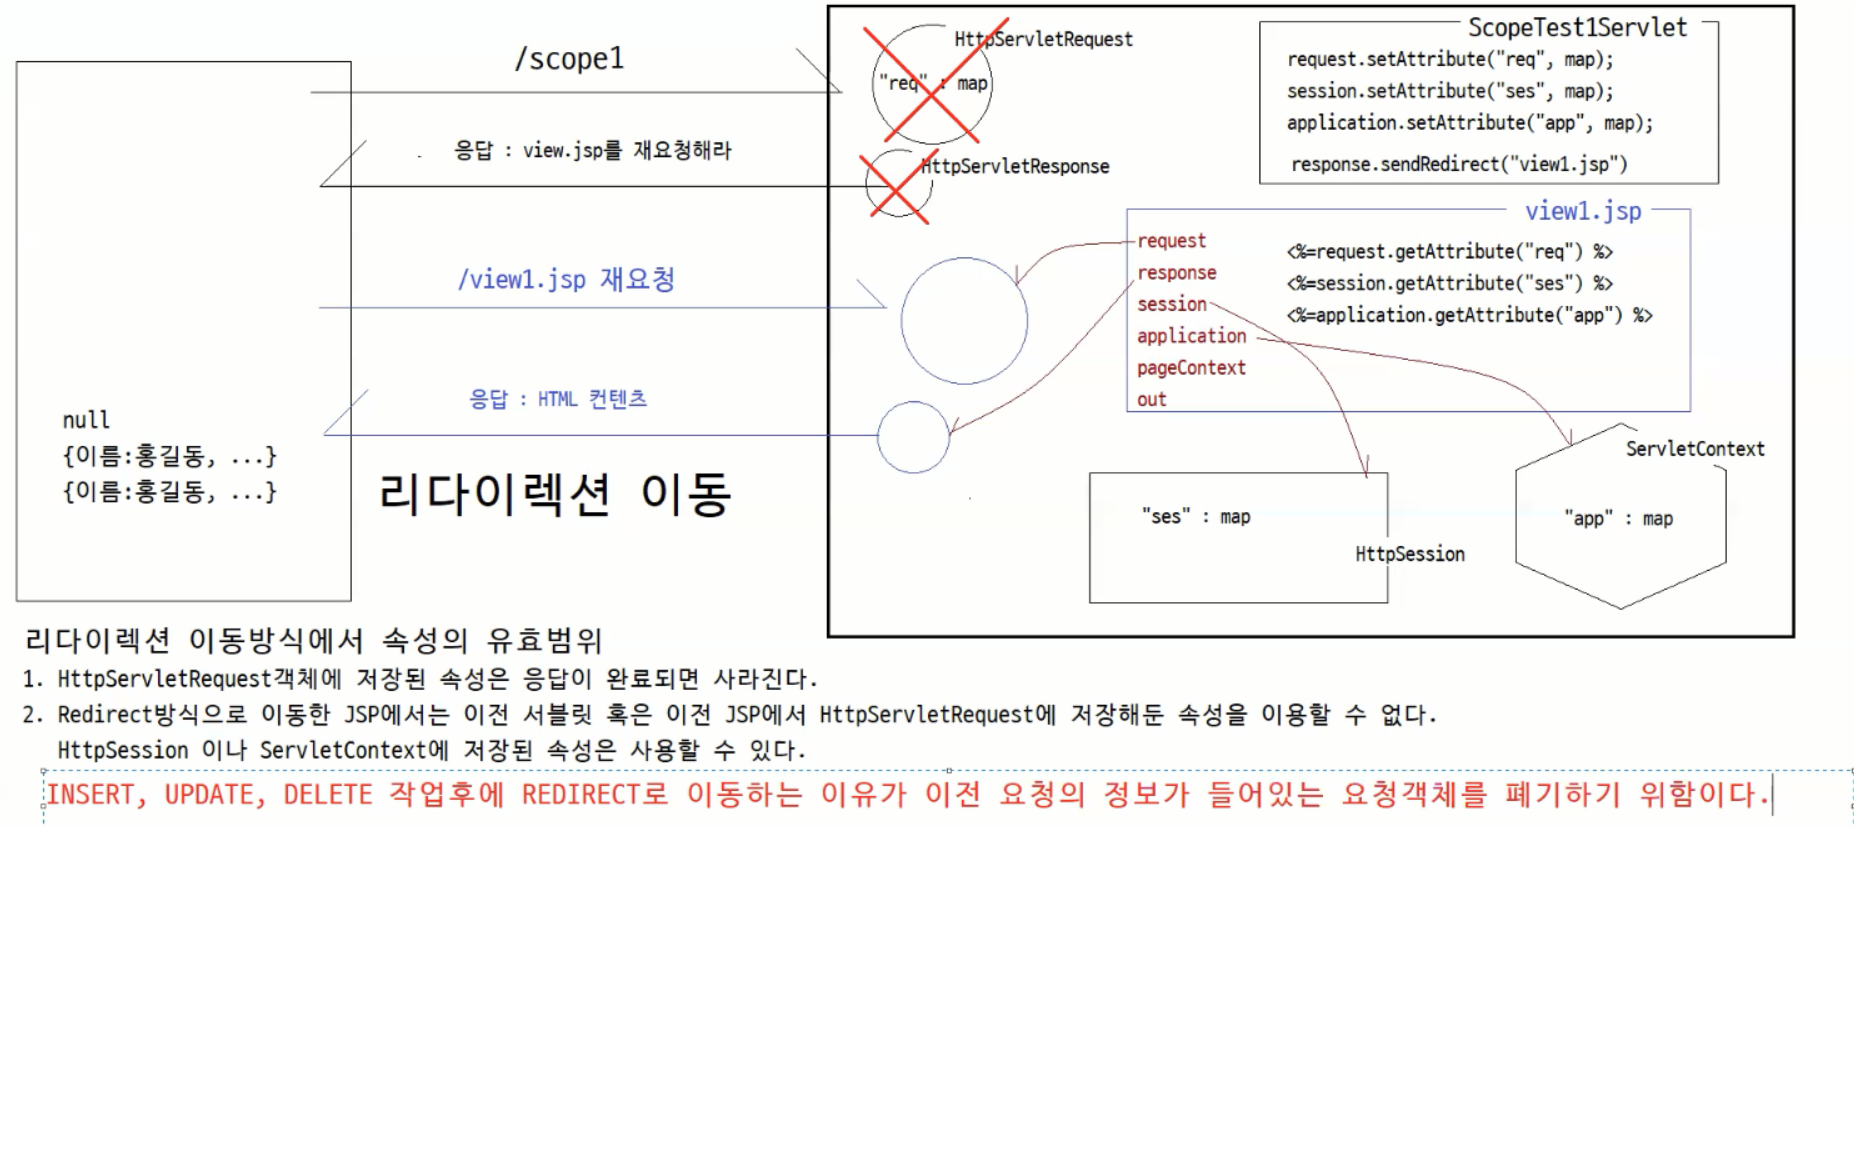 /scope1
응답 : view.jsp를 재요청해라
/view1.jsp 재요청
응답 : HTML 컨텐츠
null
{이름:홍길동, ...}
{이름:홍길동, ...}
리다이렉션 이동
HttpServletRequest
"req" : map
HttpServletResponse
ScopeTest1Servlet
request.setAttribute("req", map);
session.setAttribute("ses", map);
application.setAttribute("app", map);
response.sendRedirect("view1.jsp")
view1.jsp
request
response
session
application
pageContext
out
<%=request.getAttribute("req") %>
<%=session.getAttribute("ses") %>
<%=application.getAttribute("app") %>
"ses" : map
HttpSession
ServletContext
"app" : map
리다이렉션 이동방식에서 속성의 유효범위
1. HttpServletRequest객체에 저장된 속성은 응답이 완료되면 사라진다.
2. Redirect방식으로 이동한 JSP에서는 이전 서블릿 혹은 이전 JSP에서 HttpServletRequest에 저장해둔 속성을 이용할 수 없다.
HttpSession 이나 ServletContext에 저장된 속성은 사용할 수 있다.
INSERT, UPDATE, DELETE 작업후에 REDIRECT로 이동하는 이유가 이전 요청의 정보가 들어있는 요청객체를 폐기하기 위함이다.